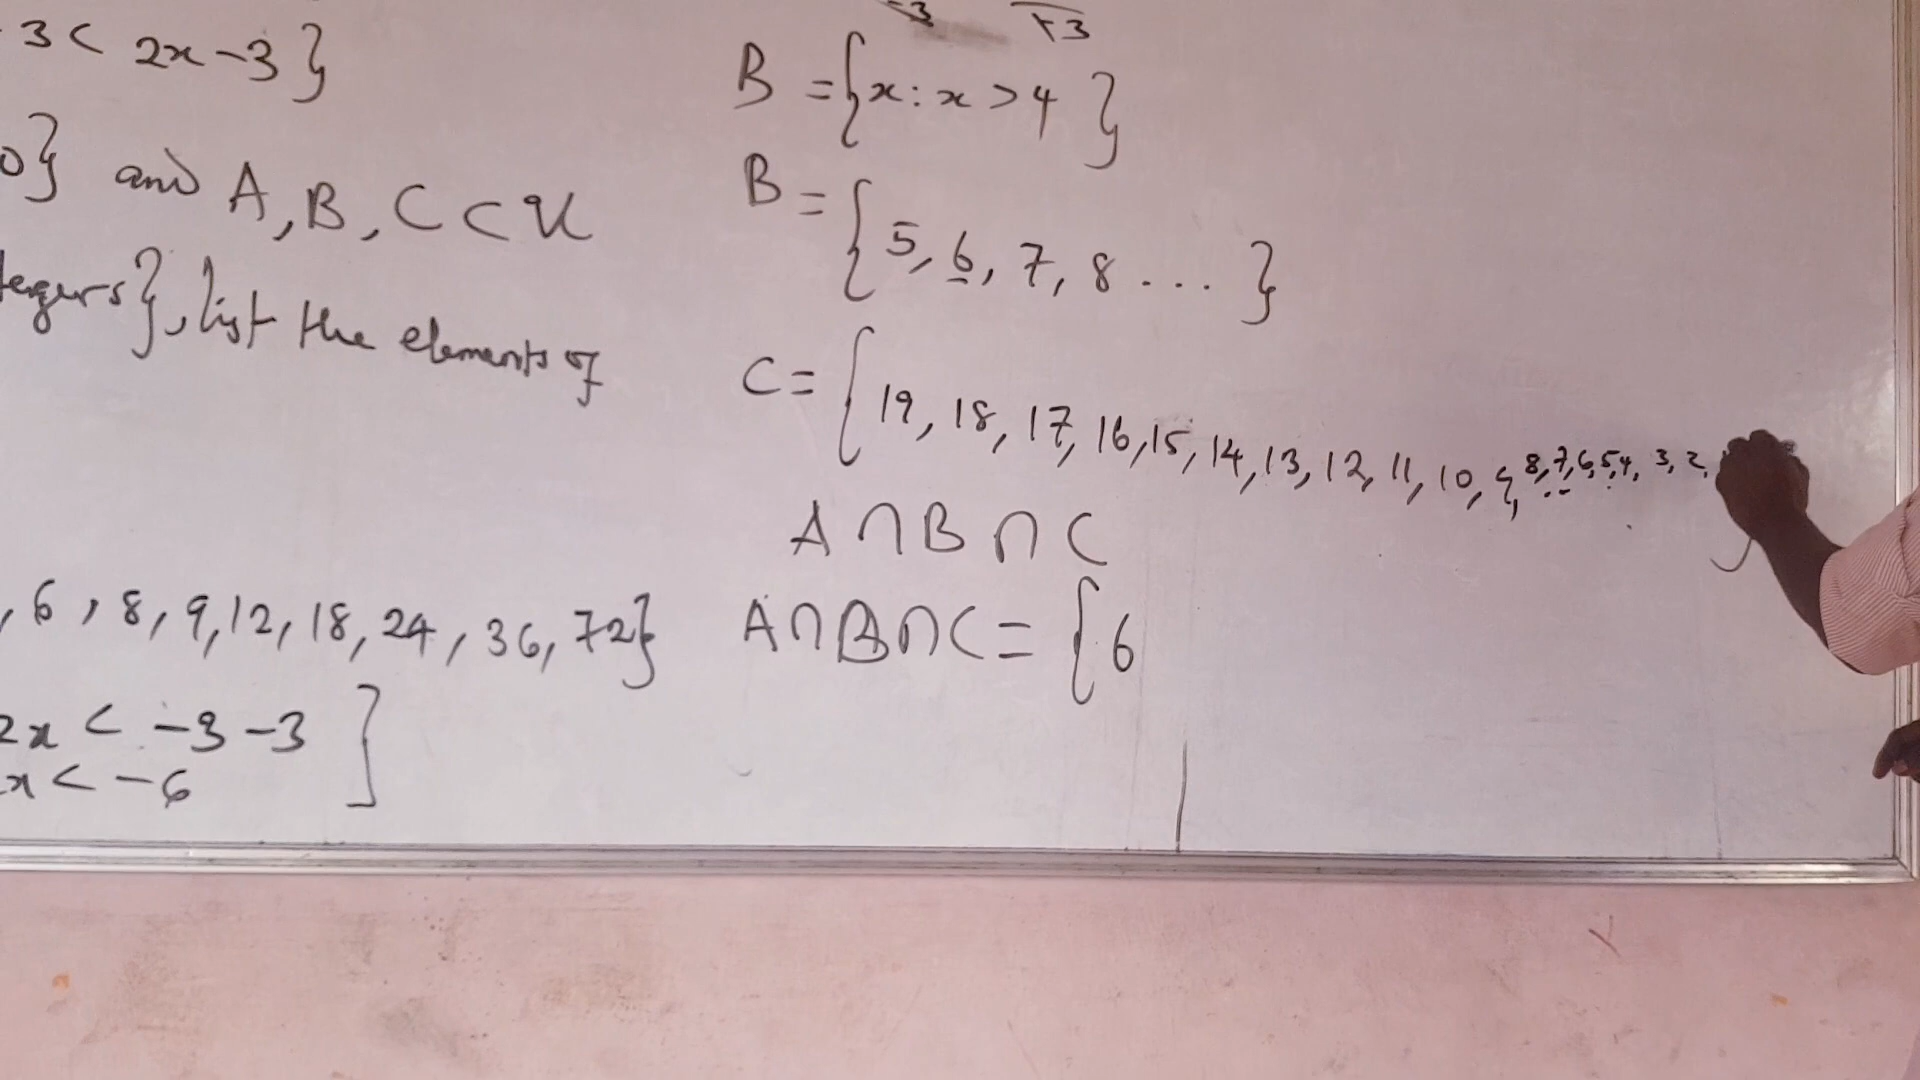 3 < 2x - 3}
0} and A, B, C ⊂ U
tegers}, list the elements of
, 6, 8, 9, 12, 18, 24, 36, 72}
2x < -3 -3 ]
x < -6
-3 +3
B = {x : x > 4}
B = {5, 6, 7, 8 .... }
C = {19, 18, 17, 16, 15, 14, 13, 12, 11, 10, 9, 8, 7, 6, 5, 4, 3, 2,
A ∩ B ∩ C
A ∩ B ∩ C = { 6